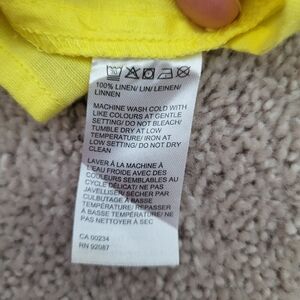 100% LINEN/ LIN/ LEINEN/
LINNEN
MACHINE WASH COLD WITH
LIKE COLOURS AT GENTLE
SETTING/ DO NOT BLEACH/
TUMBLE DRY AT LOW
TEMPERATURE/ IRON AT
LOW SETTING/ DO NOT DRY
CLEAN
LAVER À LA MACHINE À
L'EAU FROIDE AVEC DES
COULEURS SEMBLABLES AU
CYCLE DÉLICAT/ NE PAS
JAVELLISER/ SÉCHER PAR
CULBUTAGE À BASSE
TEMPÉRATURE/ REPASSER
À BASSE TEMPÉRATURE/ NE
PAS NETTOYER À SEC
CA 00234
RN 92087